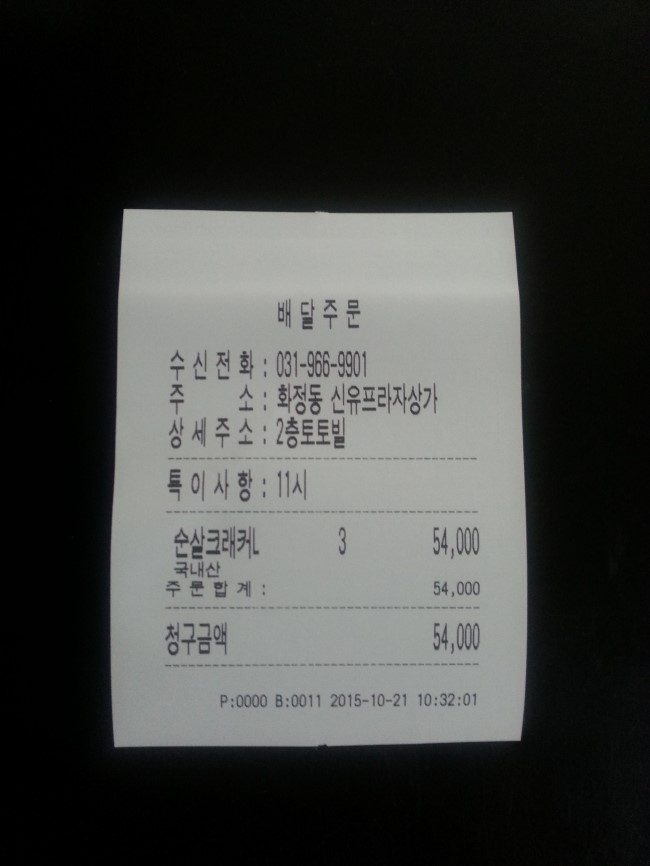 배달주문
수신전화 : 031-966-9901
주 소 : 화정동 신유프라자상가
상세주소 : 2층토토빌
특이사항 : 11시
순살크래커L 3 54,000
국내산
주문합계 : 54,000
청구금액 54,000
P:0000 B:0011 2015-10-21 10:32:01